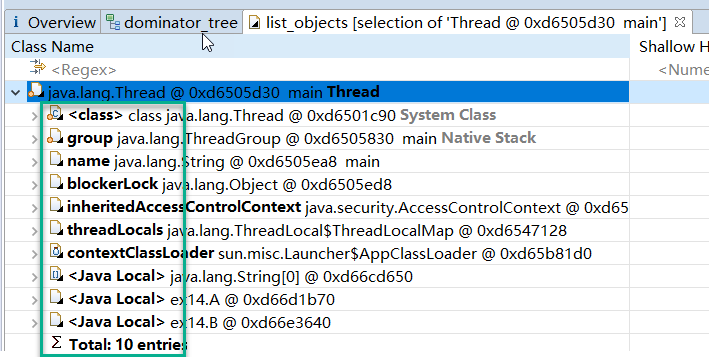 i Overview dominator_tree list_objects [selection of 'Thread @ 0xd6505d30 main']
Class Name Shallow H
<Regex> <Nume
java.lang.Thread @ 0xd6505d30 main Thread
<class> class java.lang.Thread @ 0xd6501c90 System Class
group java.lang.ThreadGroup @ 0xd6505830 main Native Stack
name java.lang.String @ 0xd6505ea8 main
blockerLock java.lang.Object @ 0xd6505ed8
inheritedAccessControlContext java.security.AccessControlContext @ 0xd65
threadLocals java.lang.ThreadLocal$ThreadLocalMap @ 0xd6547128
contextClassLoader sun.misc.Launcher$AppClassLoader @ 0xd65b81d0
<Java Local> java.lang.String[0] @ 0xd66cd650
<Java Local> ex14.A @ 0xd66d1b70
<Java Local> ex14.B @ 0xd66e3640
Σ Total: 10 entries